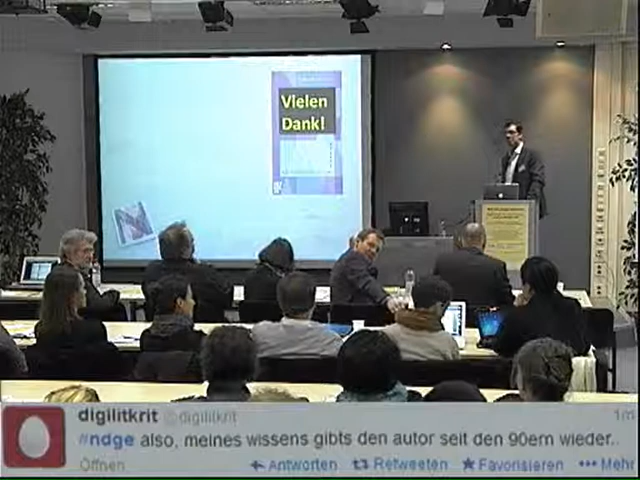 Vielen
Dank!
digilitkrit @digilitkrit 1m
#ndge also, meines wissens gibts den autor seit den 90ern wieder..
Öffnen Antworten Retweeten Favorisieren Mehr